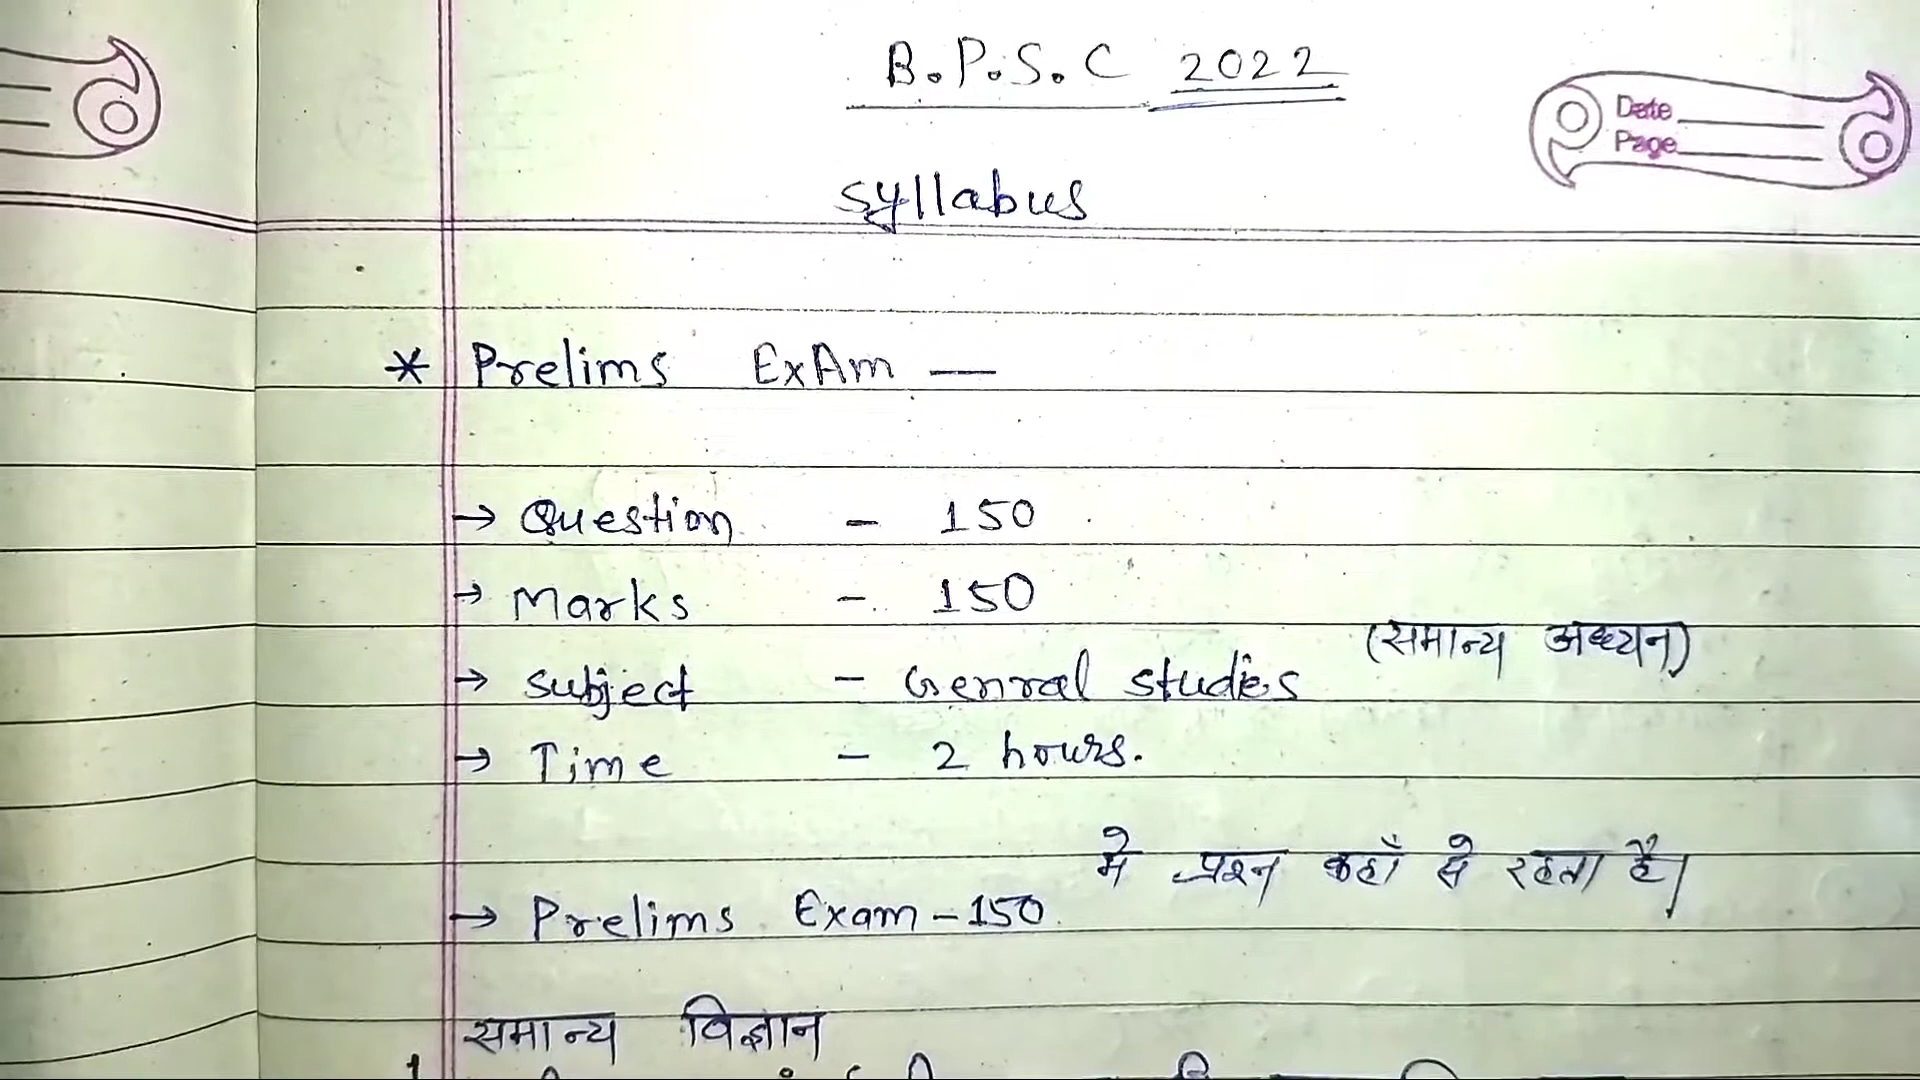 B.P.S.C 2022
Date
Page
Syllabus
* Prelims ExAm —
→ Question - 150
→ Marks - 150
(समान्य अध्यन)
→ Subject - Genral studies
→ Time - 2 hours.
मे प्रश्न कहाँ से रहता है।
→ Prelims Exam - 150
समान्य विज्ञान
1